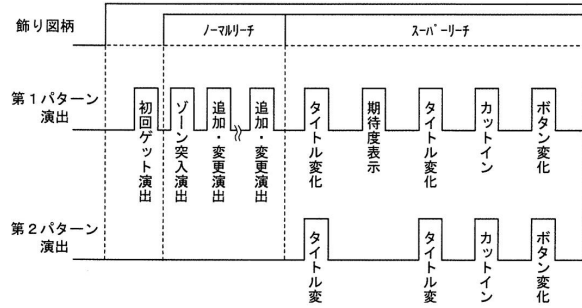 飾り図柄
ノーマルリーチ
スーパーリーチ
第1パターン
演出
初回ゲット演出
ゾーン突入演出
追加・変更演出
追加・変更演出
タイトル変化
期待度表示
タイトル変化
カットイン
ボタン変化
第2パターン
演出
タイトル変
タイトル変
カットイン
ボタン変化